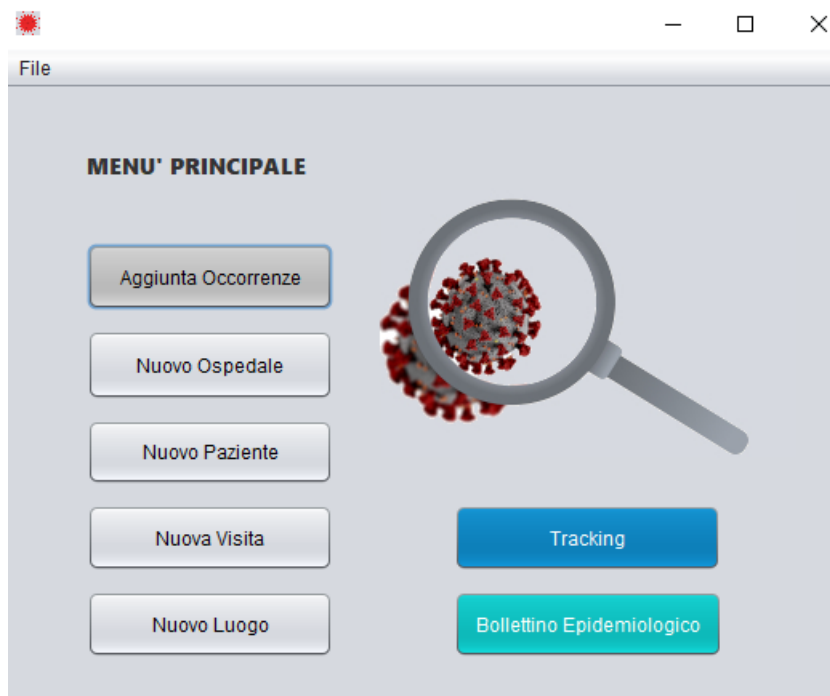 File
MENU' PRINCIPALE
Aggiunta Occorrenze
Nuovo Ospedale
Nuovo Paziente
Nuova Visita
Nuovo Luogo
Tracking
Bollettino Epidemiologico